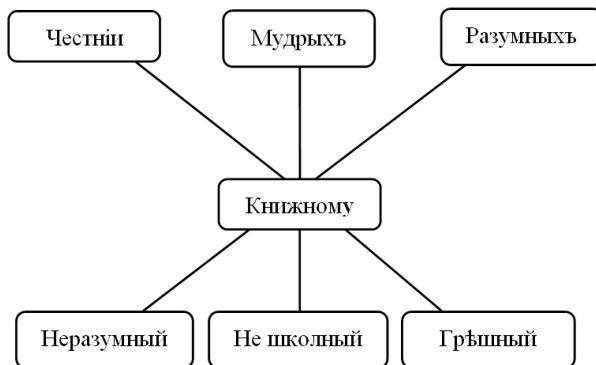 Честнїи
Мудрыхъ
Разумныхъ
Книжному
Неразумный
Не школный
Грѣшный